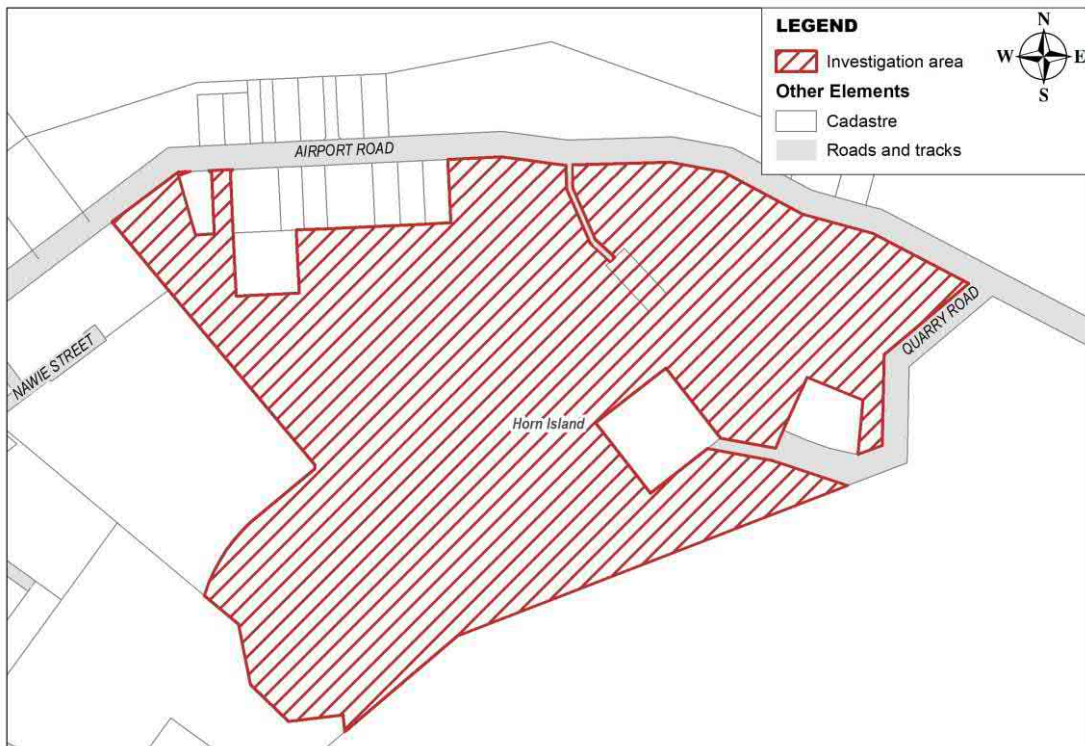 LEGEND
Investigation area
Other Elements
Cadastre
Roads and tracks
N
W E
S
AIRPORT ROAD
QUARRY ROAD
NAWIE STREET
Horn Island